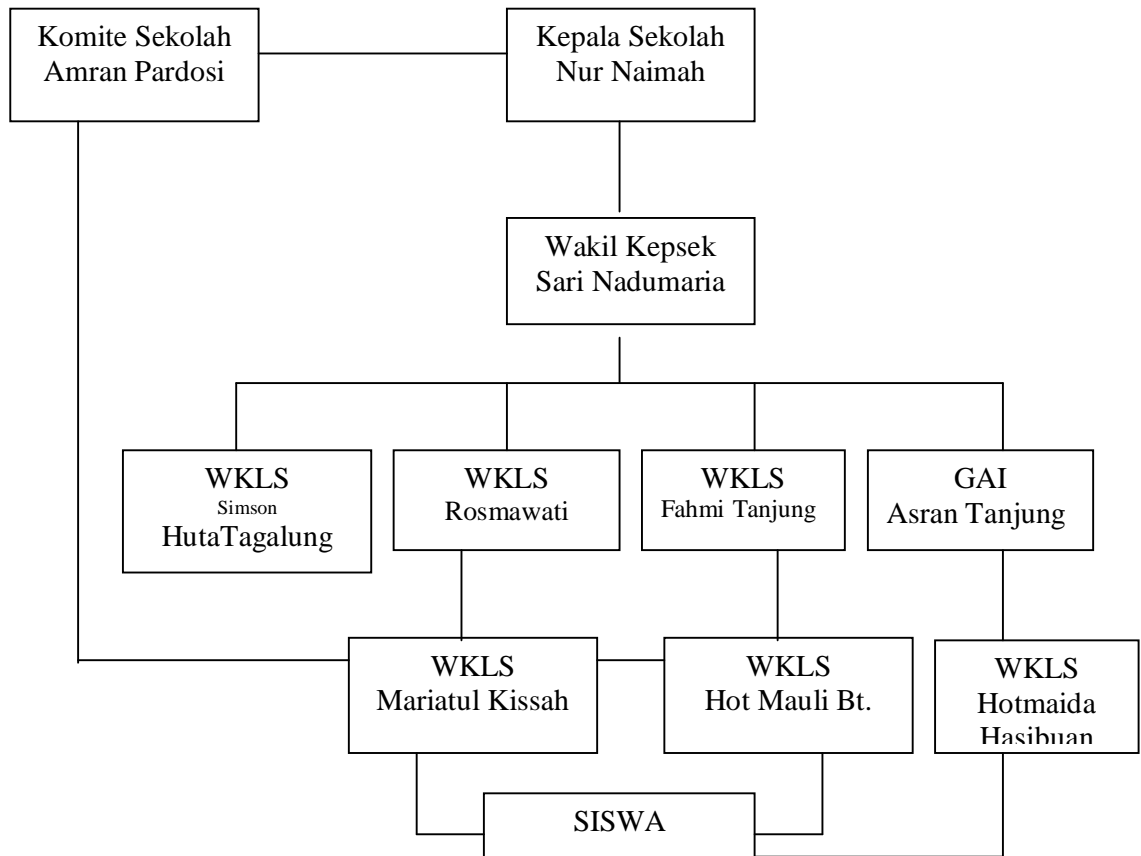 Komite Sekolah
Amran Pardosi
Kepala Sekolah
Nur Naimah
Wakil Kepsek
Sari Nadumaria
WKLS
Simson
HutaTagalung
WKLS
Rosmawati
WKLS
Fahmi Tanjung
GAI
Asran Tanjung
WKLS
Mariatul Kissah
WKLS
Hot Mauli Bt.
WKLS
Hotmaida
Hasibuan
SISWA